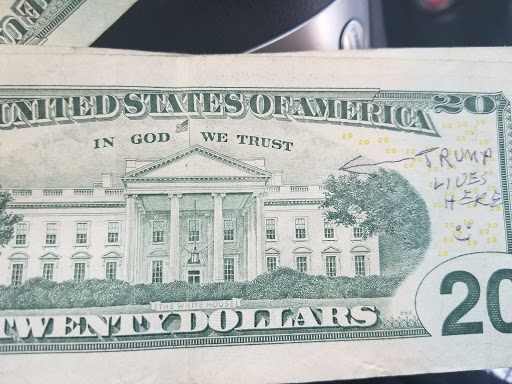 UNITED STATES OF AMERICA 20
IN GOD WE TRUST
TRUMP
LIVES
HERE
THE WHITE HOUSE
TWENTY DOLLARS
20